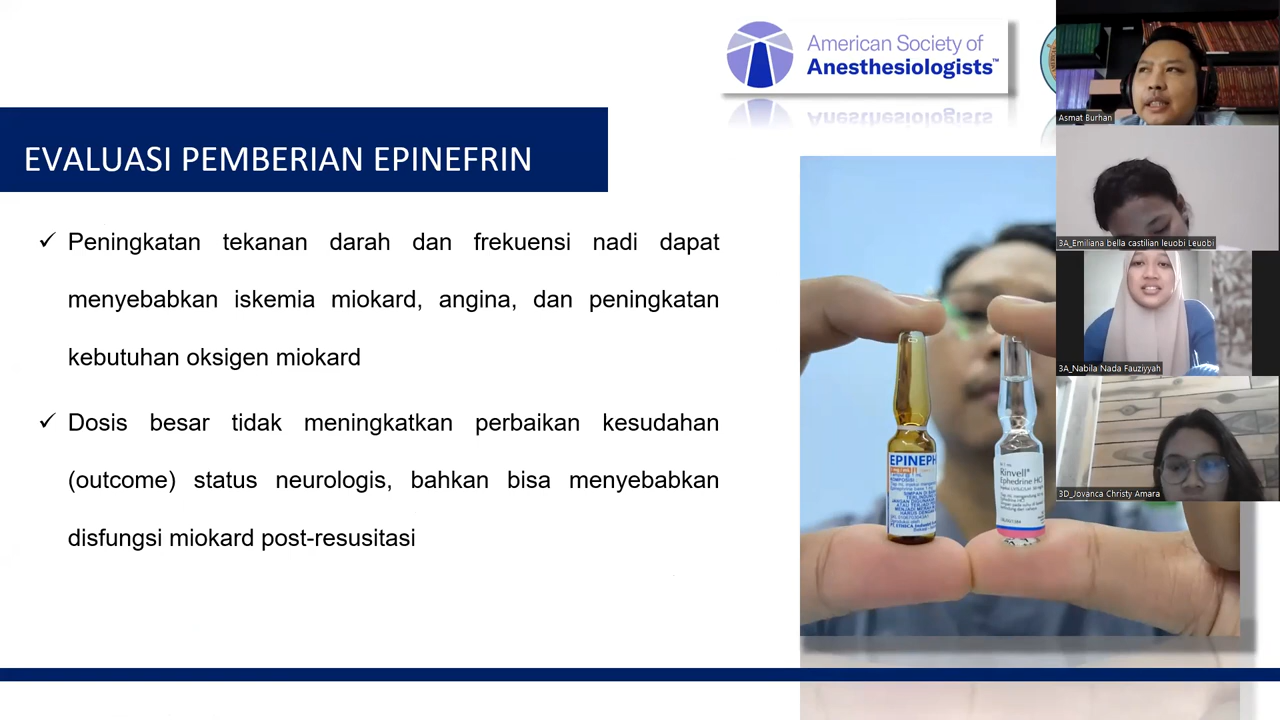 American Society of
Anesthesiologists™
EVALUASI PEMBERIAN EPINEFRIN
✓ Peningkatan tekanan darah dan frekuensi nadi dapat
menyebabkan iskemia miokard, angina, dan peningkatan
kebutuhan oksigen miokard
✓ Dosis besar tidak meningkatkan perbaikan kesudahan
(outcome) status neurologis, bahkan bisa menyebabkan
disfungsi miokard post-resusitasi
EPINEPH
KOMPOSISI
Rinvell®
Ephedrine HCl
Asmat Burhan
3A_Emiliana bella castilian leuobi Leuobi
3A_Nabila Nada Fauziyyah
3D_Jovanca Christy Amara